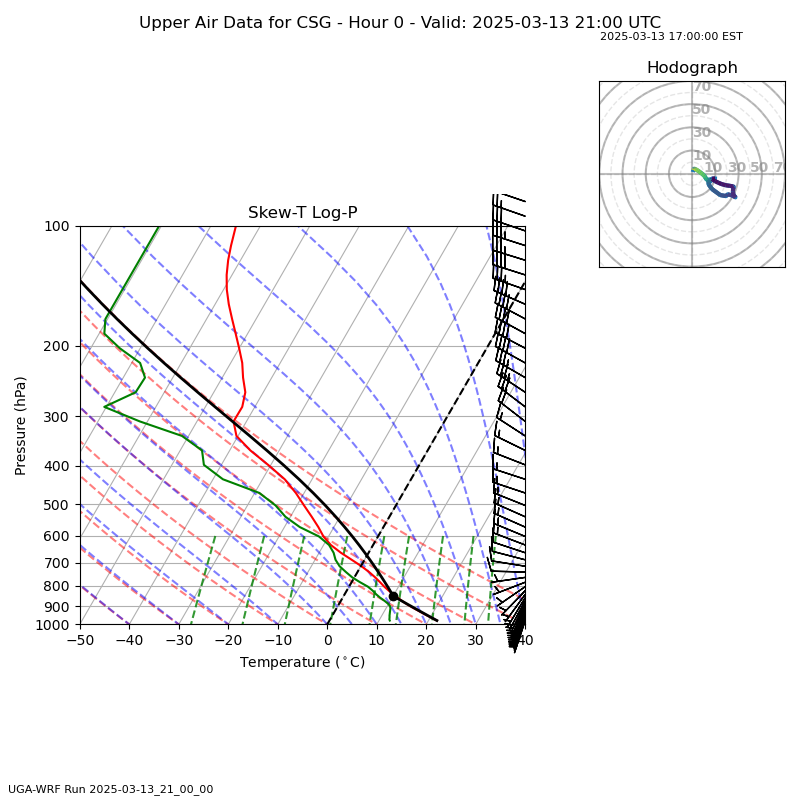 Upper Air Data for CSG - Hour 0 - Valid: 2025-03-13 21:00 UTC
2025-03-13 17:00:00 EST
Hodograph
70
50
30
10
10 30 50 70
Skew-T Log-P
100
200
300
400
500
600
700
800
900
1000
Pressure (hPa)
−50 −40 −30 −20 −10 0 10 20 30 40
Temperature (°C)
UGA-WRF Run 2025-03-13_21_00_00